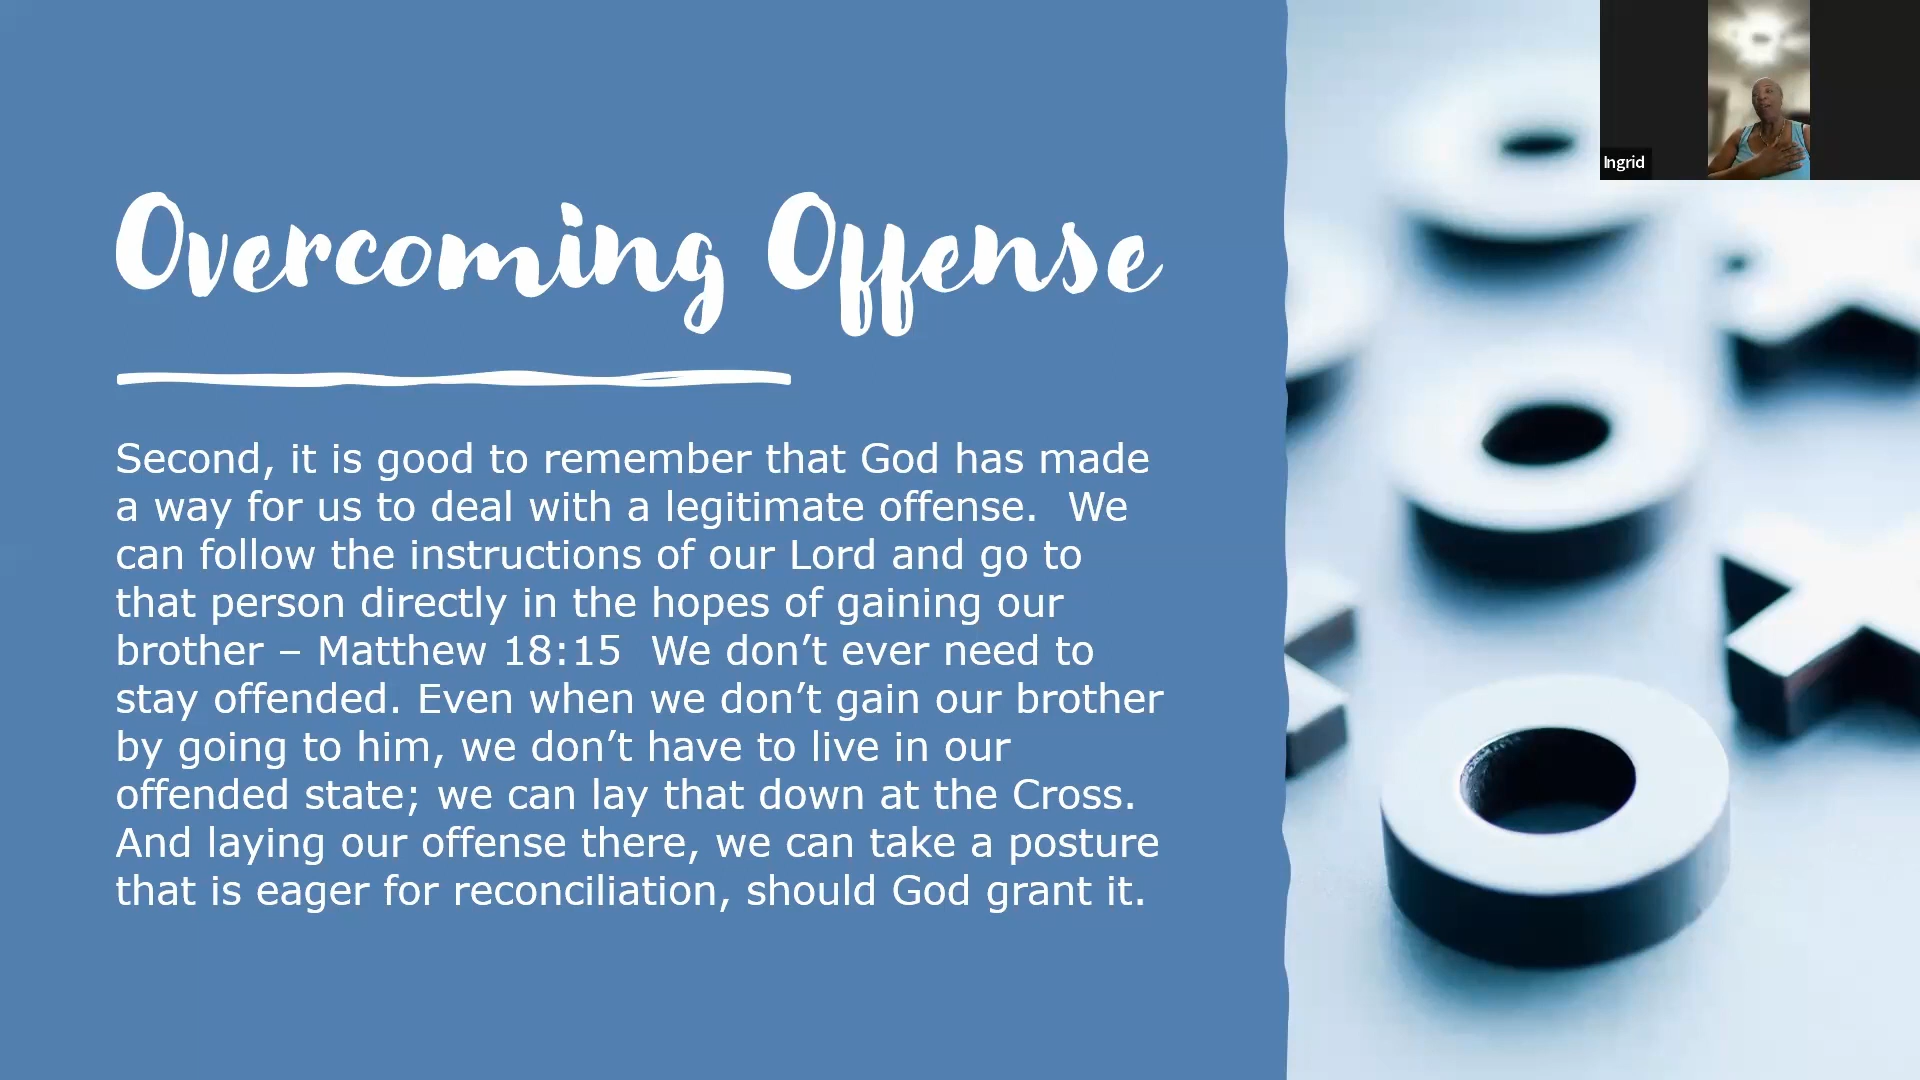 Overcoming Offense
Second, it is good to remember that God has made
a way for us to deal with a legitimate offense.  We
can follow the instructions of our Lord and go to
that person directly in the hopes of gaining our
brother – Matthew 18:15  We don’t ever need to
stay offended. Even when we don’t gain our brother
by going to him, we don’t have to live in our
offended state; we can lay that down at the Cross.
And laying our offense there, we can take a posture
that is eager for reconciliation, should God grant it.
Ingrid